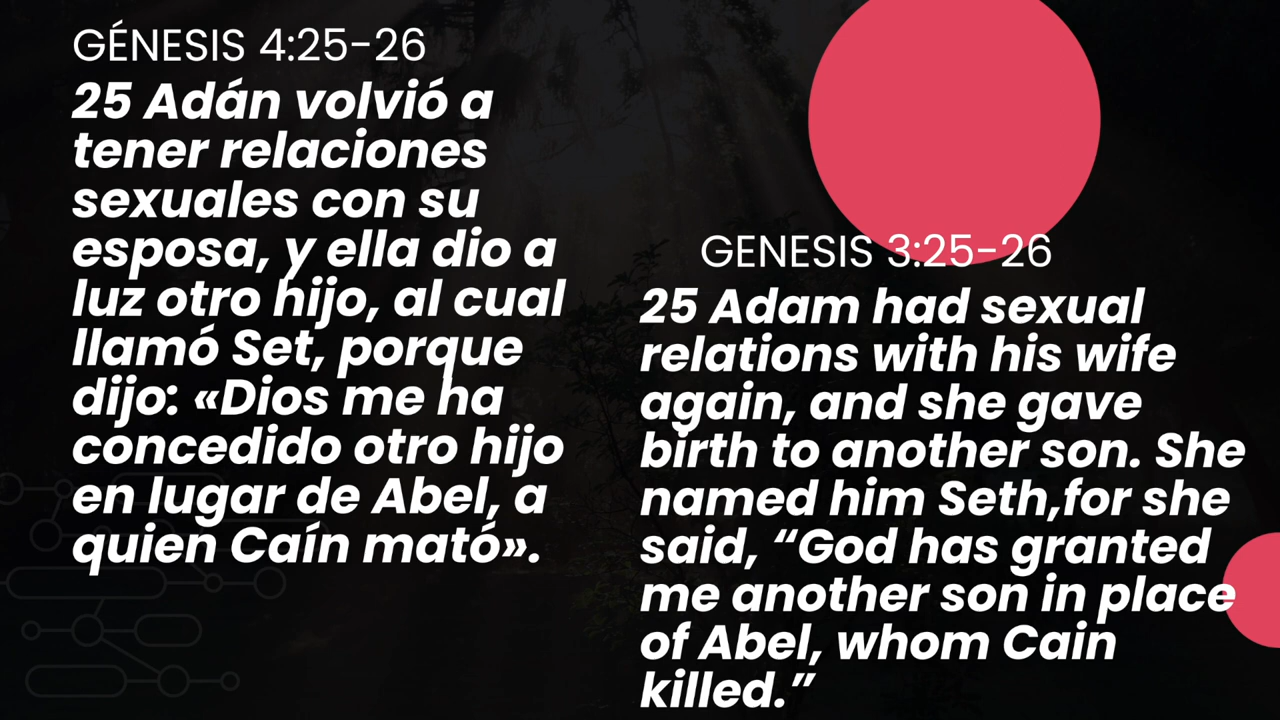 GÉNESIS 4:25-26
25 Adán volvió a
tener relaciones
sexuales con su
esposa, y ella dio a
luz otro hijo, al cual
llamó Set, porque
dijo: «Dios me ha
concedido otro hijo
en lugar de Abel, a
quien Caín mató».
GENESIS 3:25-26
25 Adam had sexual
relations with his wife
again, and she gave
birth to another son. She
named him Seth,for she
said, “God has granted
me another son in place
of Abel, whom Cain
killed.”